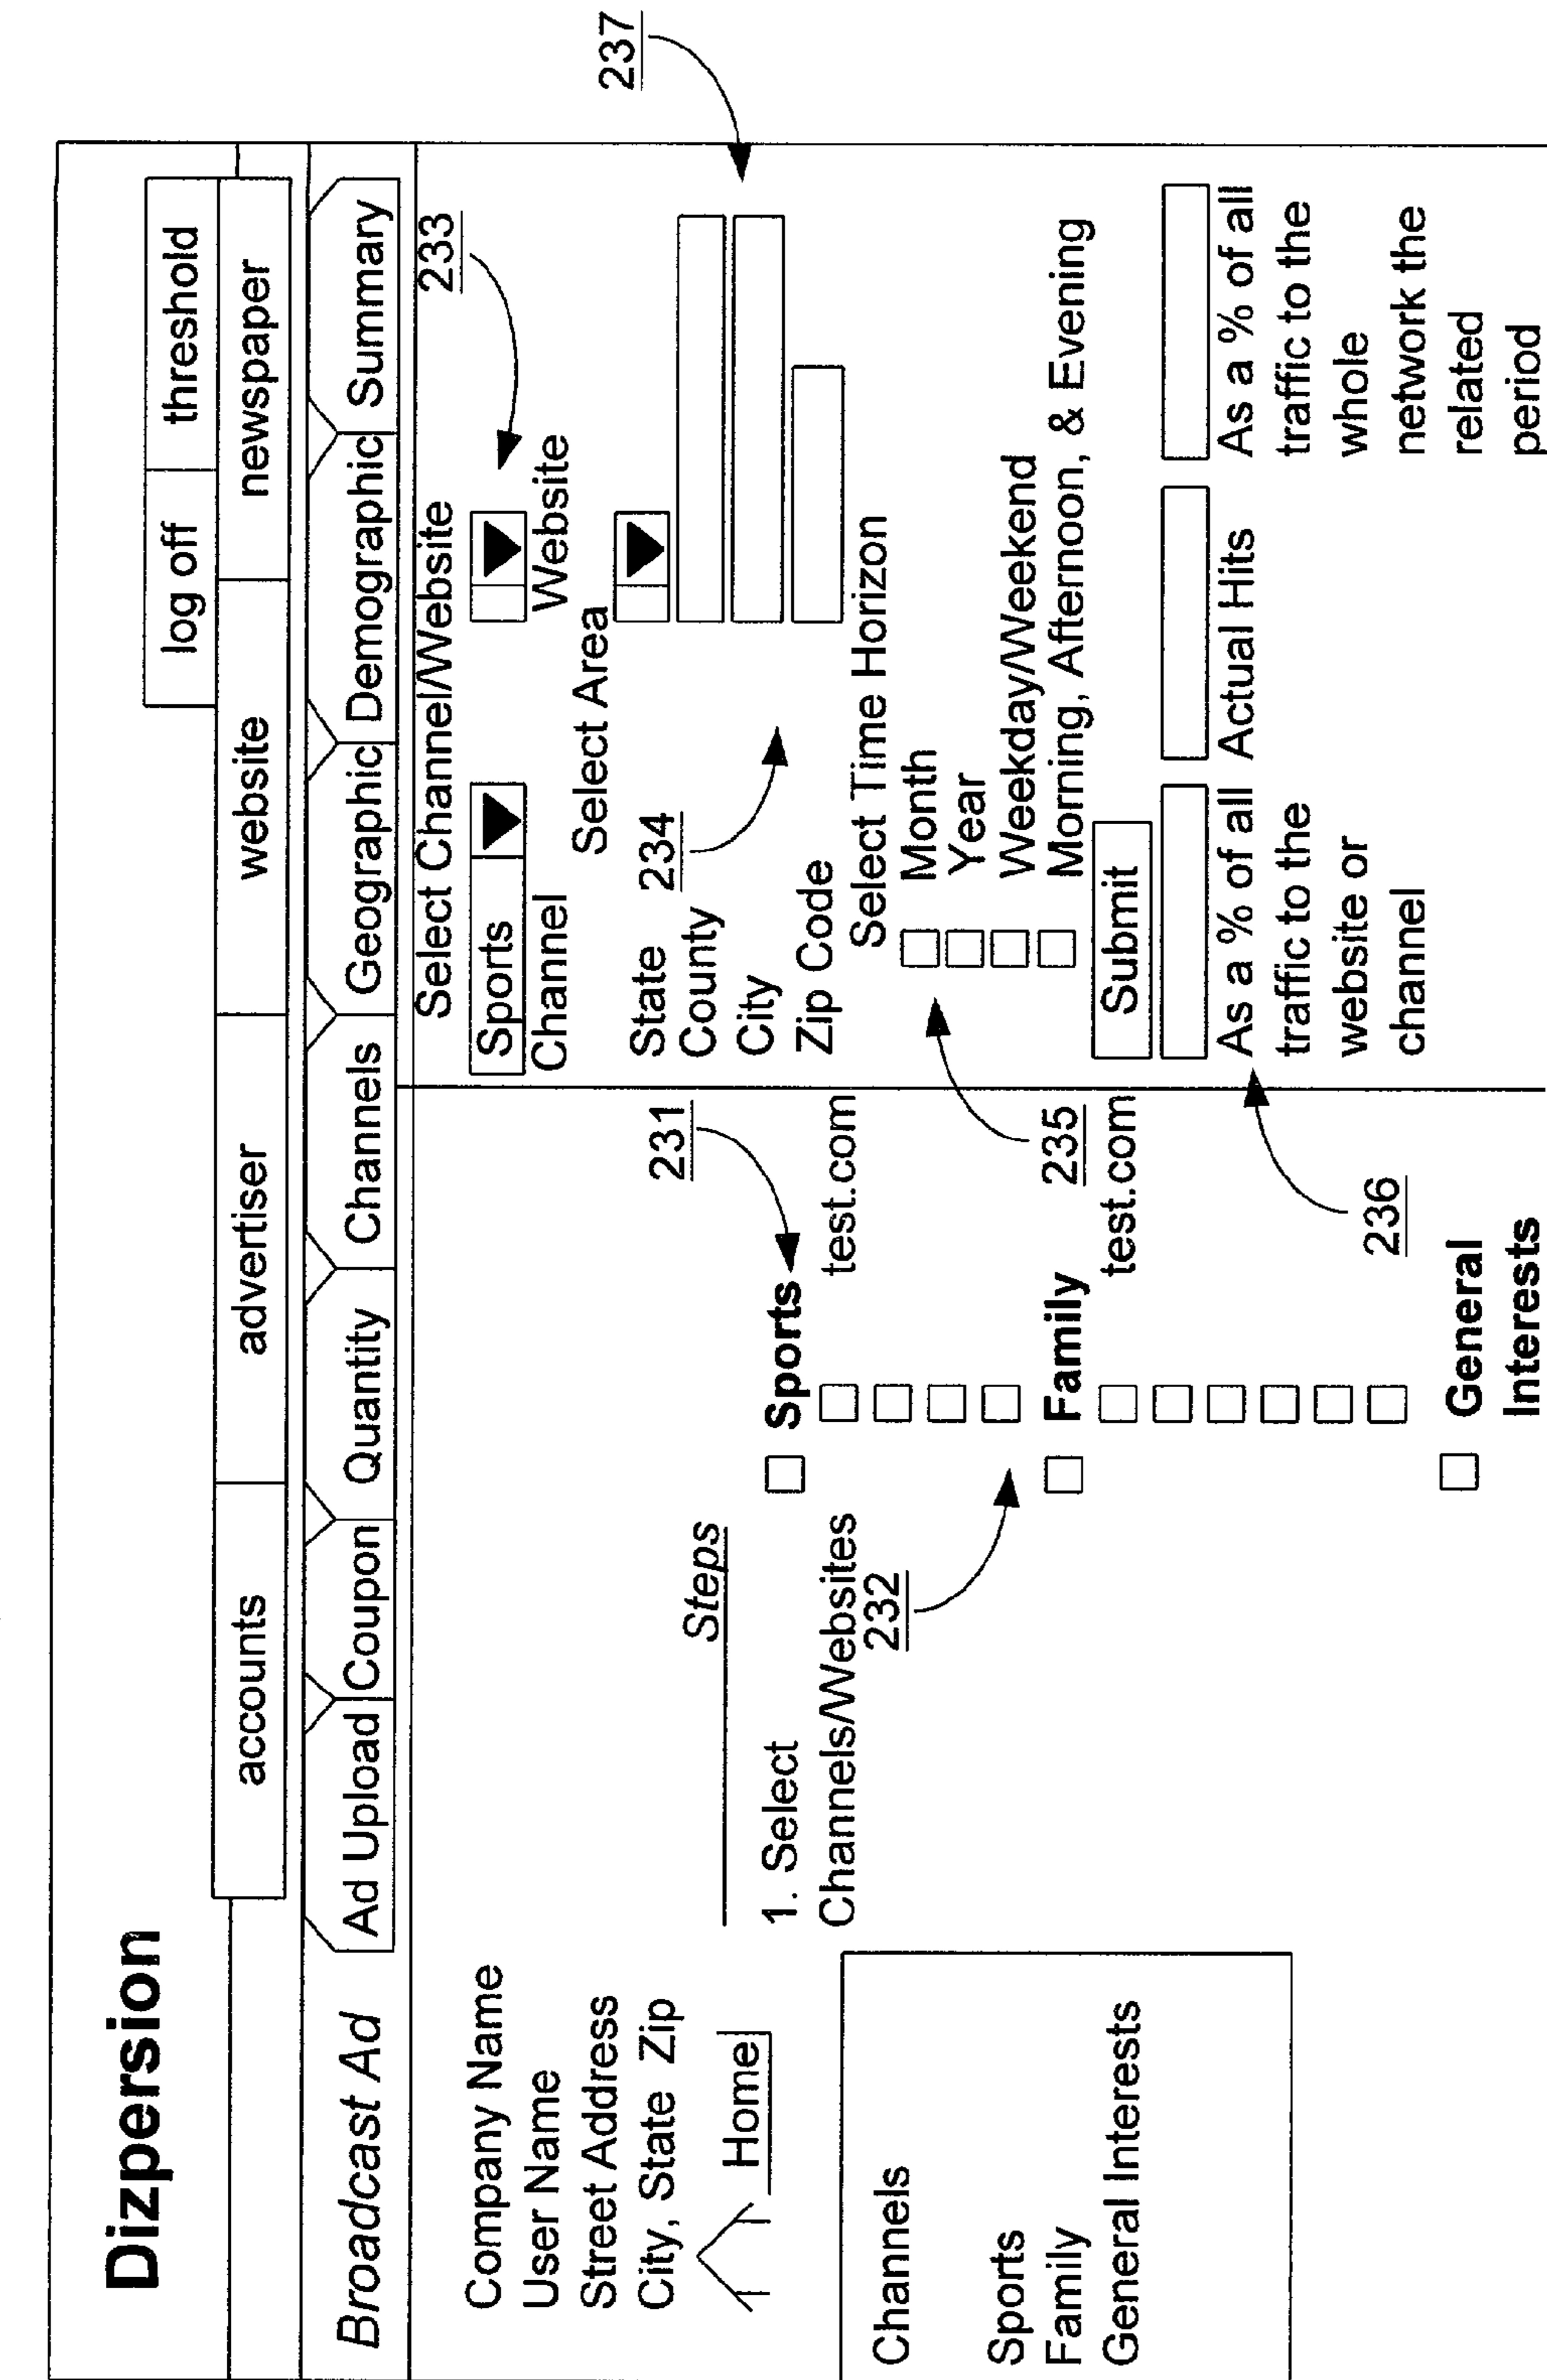 Dizpersion
log off threshold
accounts advertiser website newspaper
Broadcast Ad Ad Upload Coupon Quantity Channels Geographic Demographic Summary
Company Name
User Name
Street Address
City, State Zip
Home
Channels
Sports
Family
General Interests
Steps
1. Select
Channels/Websites
232
231
Sports
test.com
Family
test.com
235
236
General
Interests
Select Channel/Website
233
Sports
Channel Website
Select Area
237
State 234
County
City
Zip Code
Select Time Horizon
Month
Year
Weekday/Weekend
Morning, Afternoon, & Evening
Submit
As a % of all
traffic to the
website or
channel
Actual Hits
As a % of all
traffic to the
whole
network the
related
period